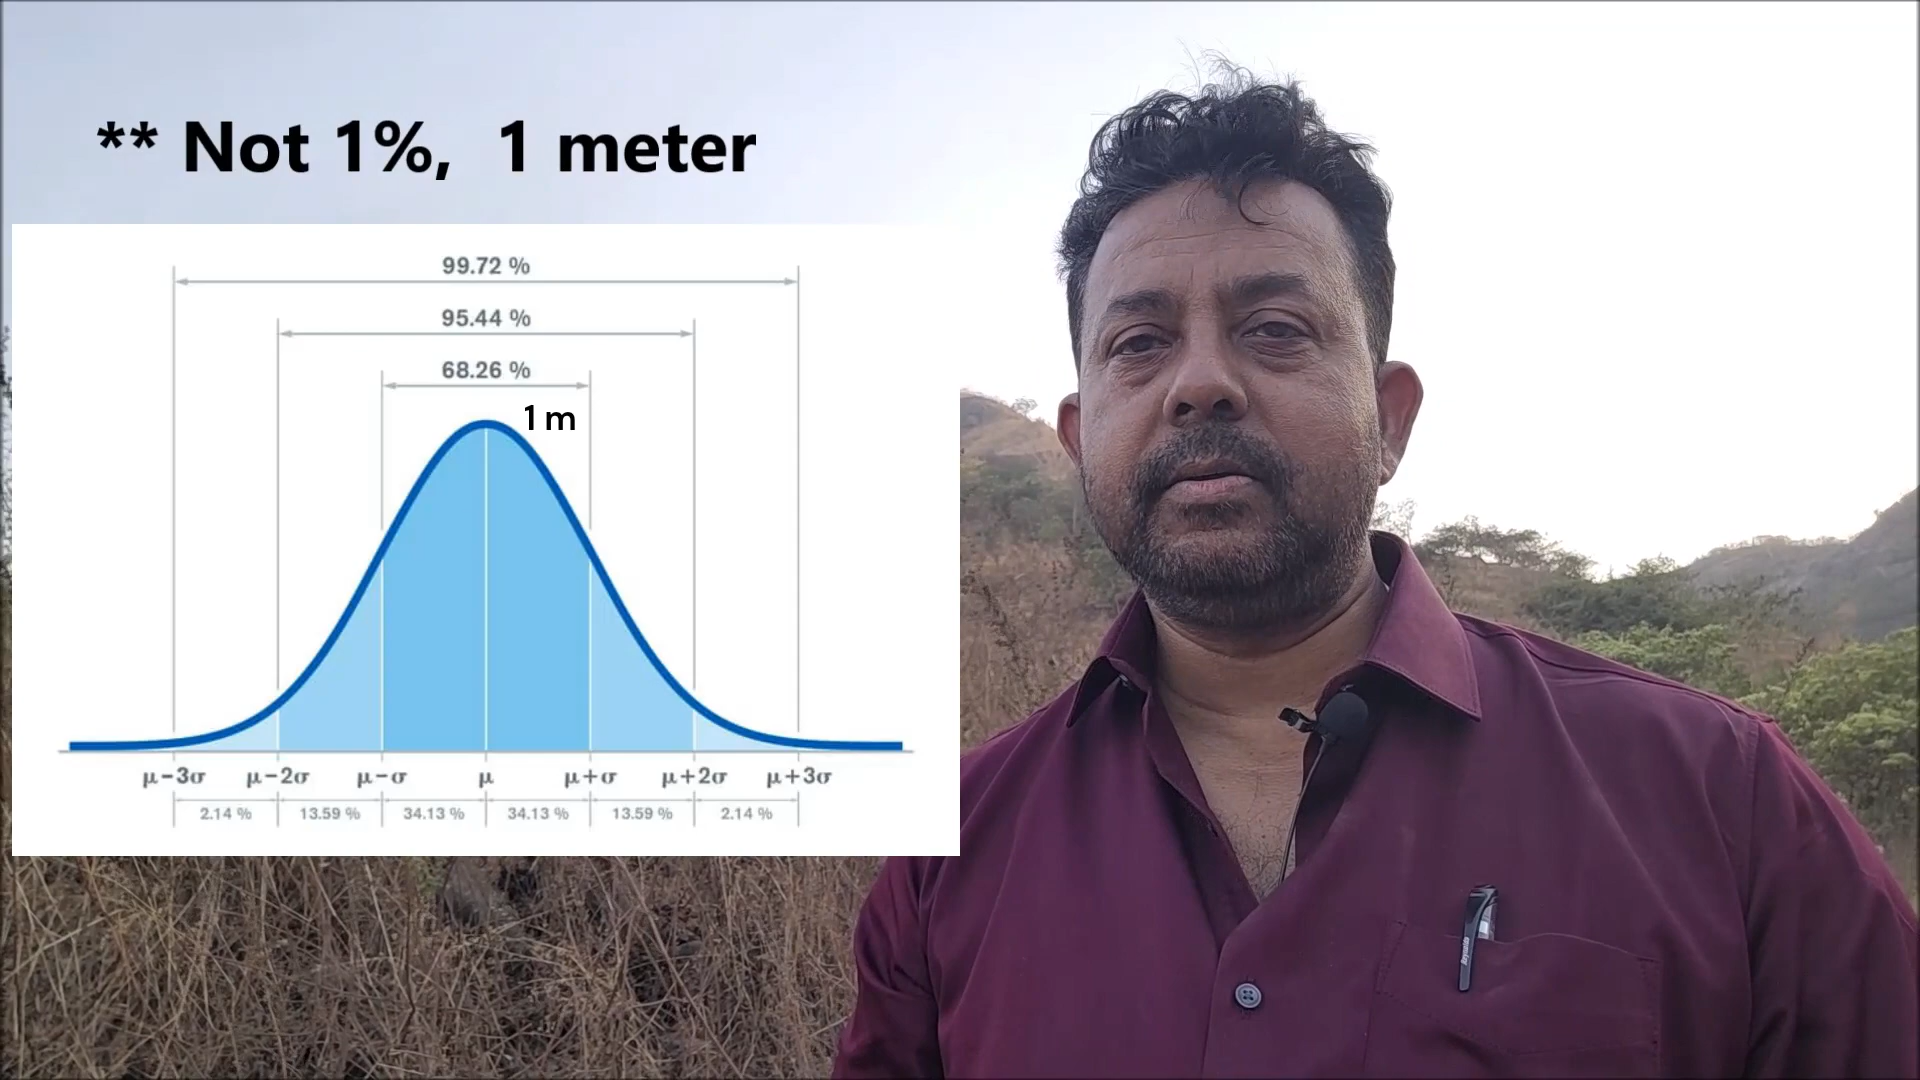 ** Not 1%, 1 meter
99.72 %
95.44 %
68.26 %
1 m
μ−3σ μ−2σ μ−σ μ μ+σ μ+2σ μ+3σ
2.14 % 13.59 % 34.13 % 34.13 % 13.59 % 2.14 %